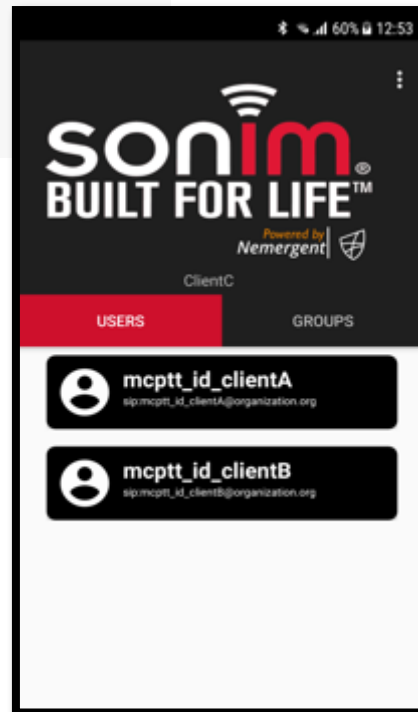 60% 12:53
sonim®
BUILT FOR LIFE™
Powered by
Nemergent
ClientC
USERS GROUPS
mcptt_id_clientA
sip:mcptt_id_clientA@organization.org
mcptt_id_clientB
sip:mcptt_id_clientB@organization.org